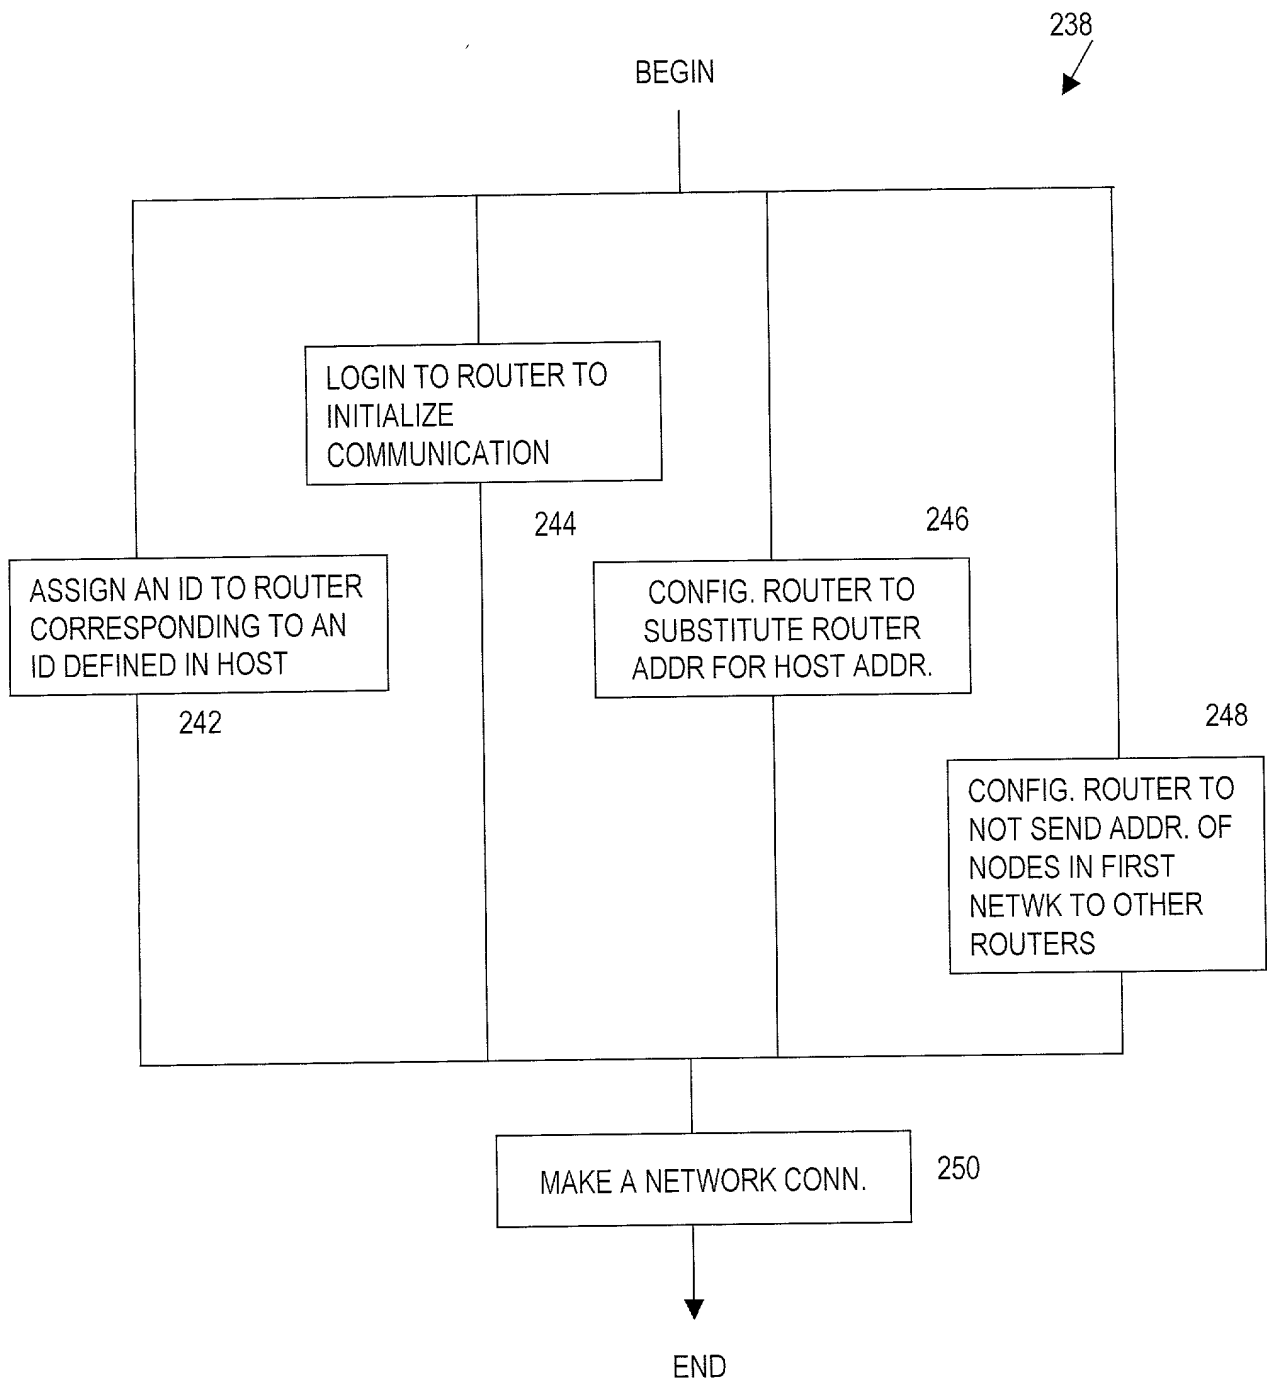 238
BEGIN
LOGIN TO ROUTER TO
INITIALIZE
COMMUNICATION
244
246
ASSIGN AN ID TO ROUTER
CORRESPONDING TO AN
ID DEFINED IN HOST
242
CONFIG. ROUTER TO
SUBSTITUTE ROUTER
ADDR FOR HOST ADDR.
248
CONFIG. ROUTER TO
NOT SEND ADDR. OF
NODES IN FIRST
NETWK TO OTHER
ROUTERS
MAKE A NETWORK CONN.
250
END